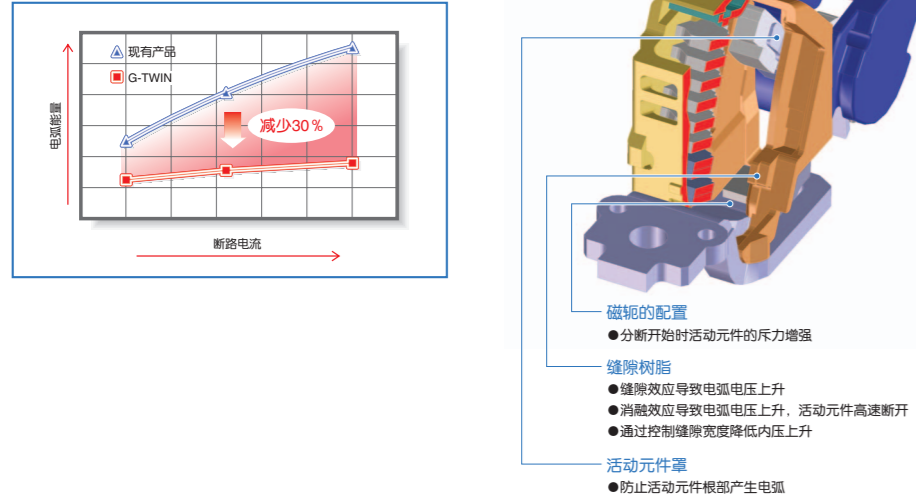 现有产品
G-TWIN
减少30％
电弧能量
断路电流
磁轭的配置
●分断开始时活动元件的斥力增强
缝隙树脂
●缝隙效应导致电弧电压上升
●消融效应导致电弧电压上升，活动元件高速断开
●通过控制缝隙宽度降低内压上升
活动元件罩
●防止活动元件根部产生电弧